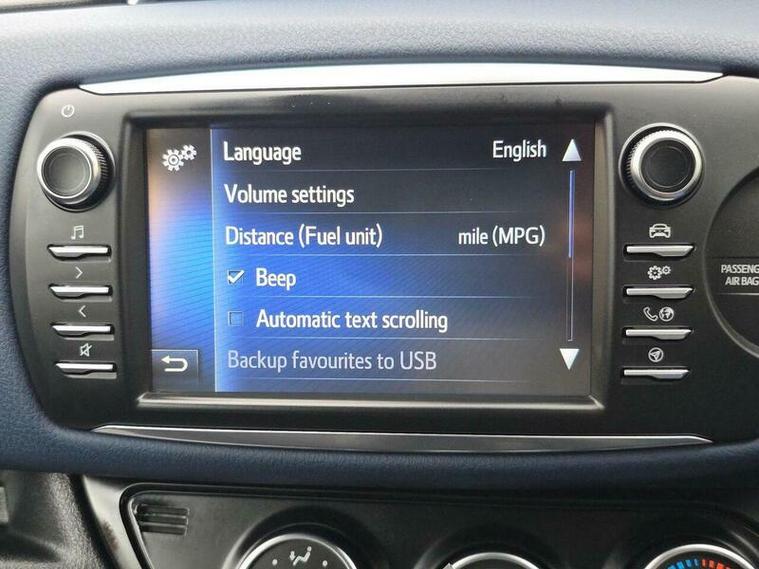 Language English
Volume settings
Distance (Fuel unit) mile (MPG)
Beep
Automatic text scrolling
Backup favourites to USB
AIR BAG